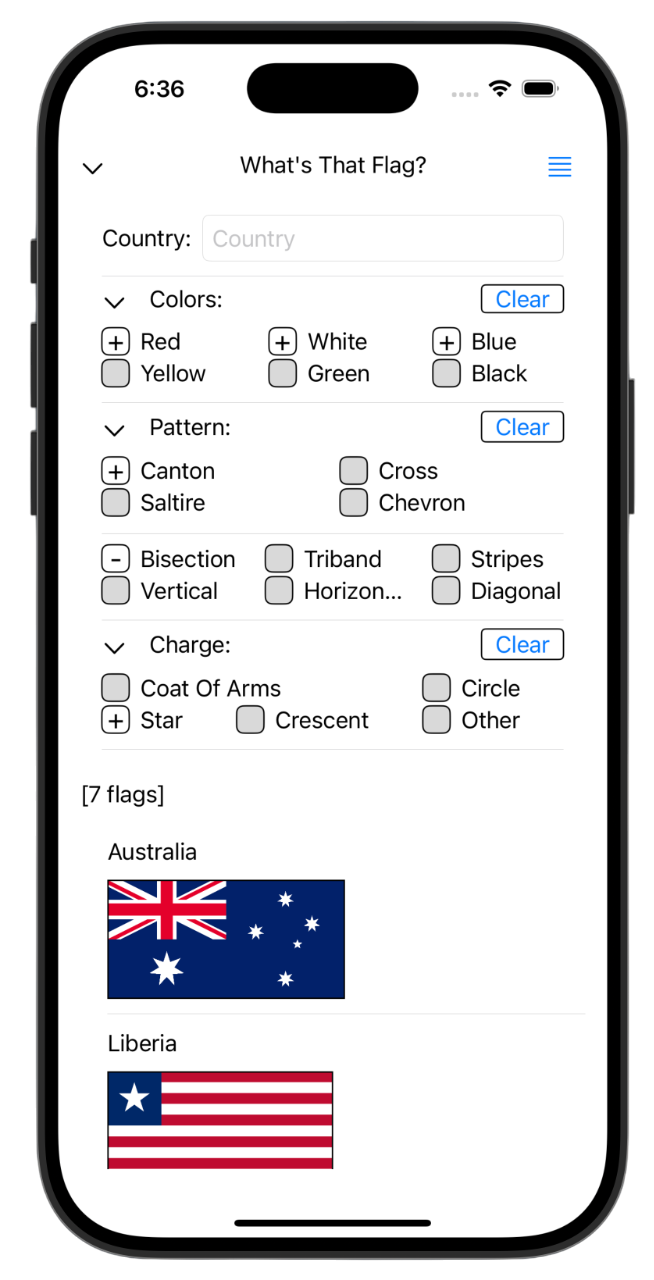 6:36
What's That Flag?
Country: Country
Colors: Clear
+ Red + White + Blue
Yellow Green Black
Pattern: Clear
+ Canton Cross
Saltire Chevron
- Bisection Triband Stripes
Vertical Horizon... Diagonal
Charge: Clear
Coat Of Arms Circle
+ Star Crescent Other
[7 flags]
Australia
Liberia